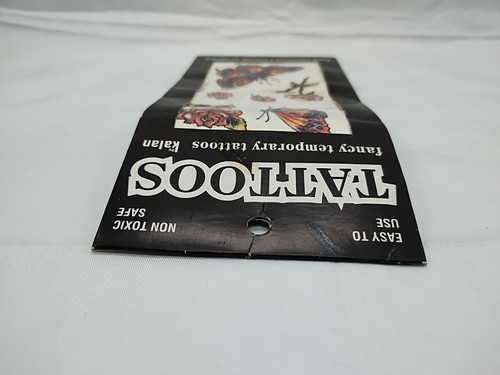 EASY TO
USE
NON TOXIC
SAFE
TATTOOS
fancy temporary tattoos kalan